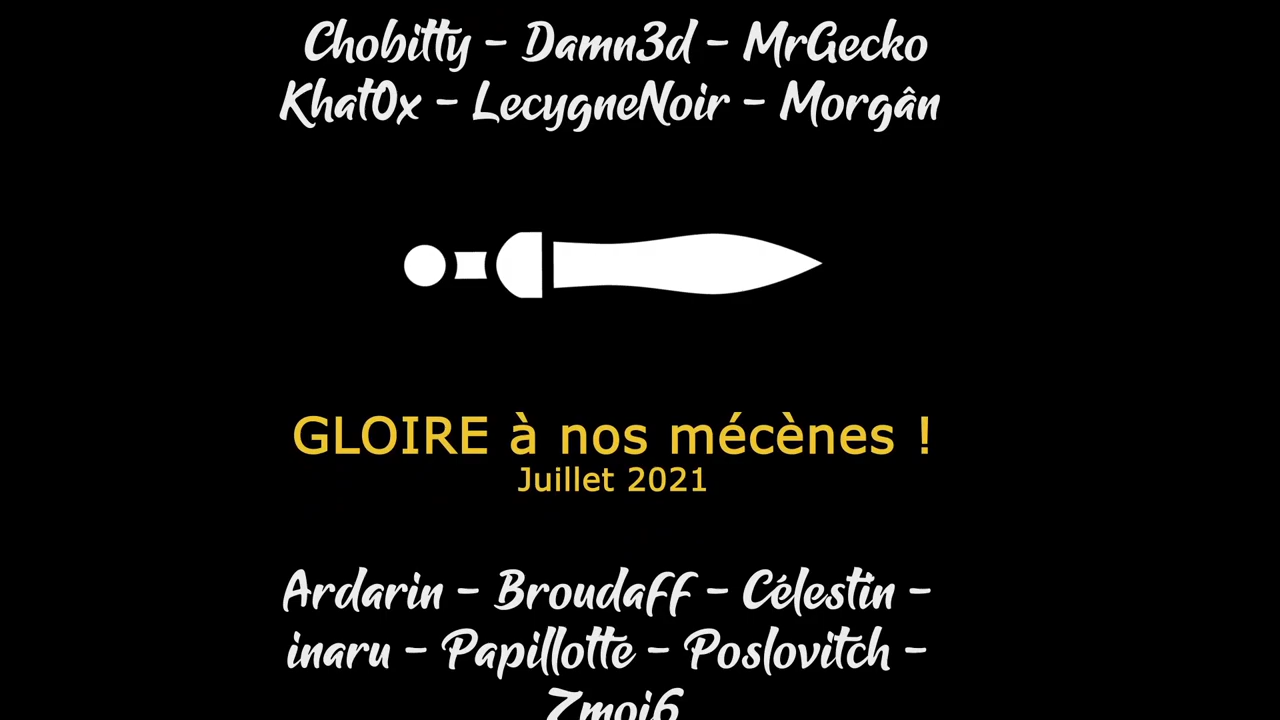 Chobitty - Damn3d - MrGecko
Khat0x - LecygneNoir - Morgân
GLOIRE à nos mécènes !
Juillet 2021
Ardarin - Broudaff - Célestin -
inaru - Papillotte - Poslovitch -